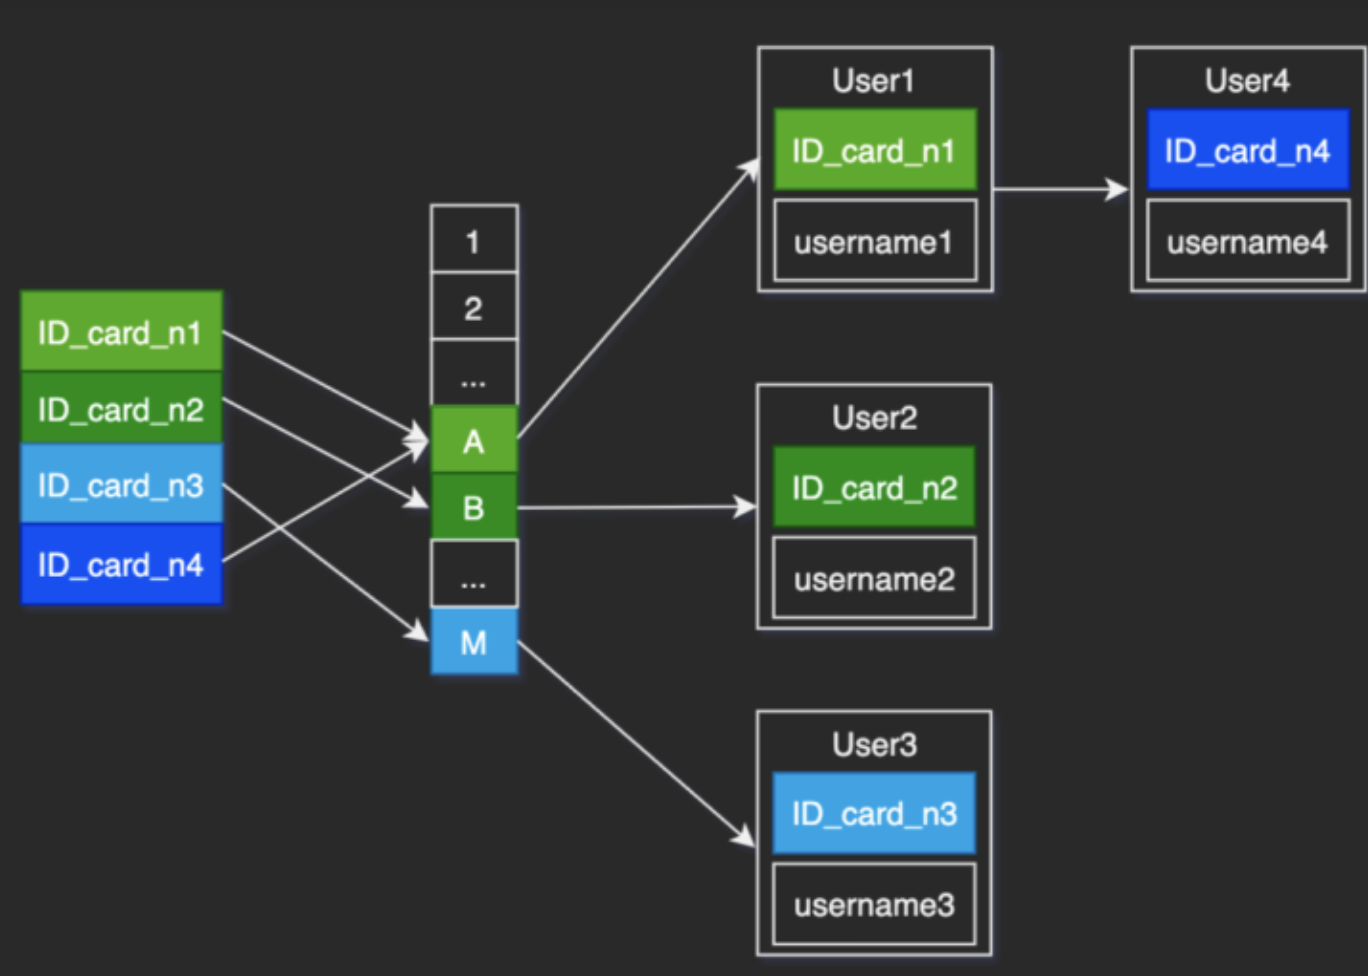 ID_card_n1
ID_card_n2
ID_card_n3
ID_card_n4
1
2
...
A
B
...
M
User1
ID_card_n1
username1
User4
ID_card_n4
username4
User2
ID_card_n2
username2
User3
ID_card_n3
username3